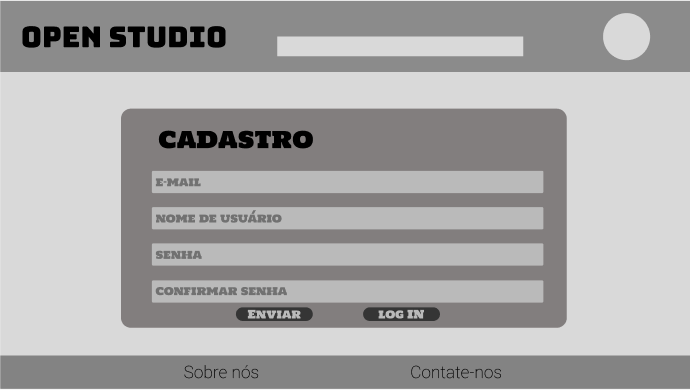 OPEN STUDIO
CADASTRO
E-MAIL
NOME DE USUÁRIO
SENHA
CONFIRMAR SENHA
ENVIAR LOG IN
Sobre nós Contate-nos